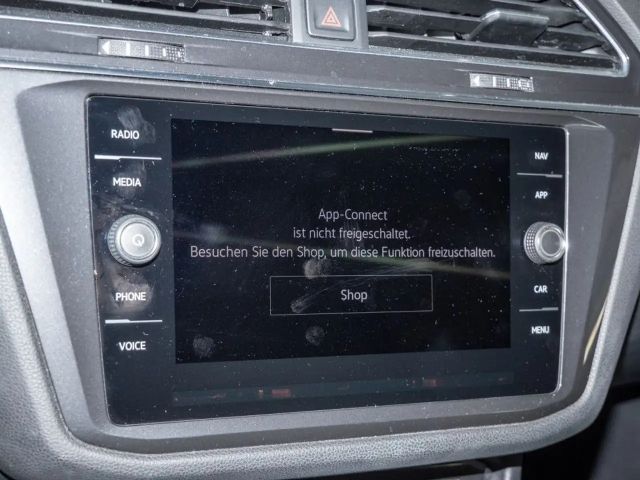 RADIO
MEDIA
PHONE
VOICE
App-Connect
ist nicht freigeschaltet.
Besuchen Sie den Shop, um diese Funktion freizuschalten.
Shop
NAV
APP
CAR
MENU